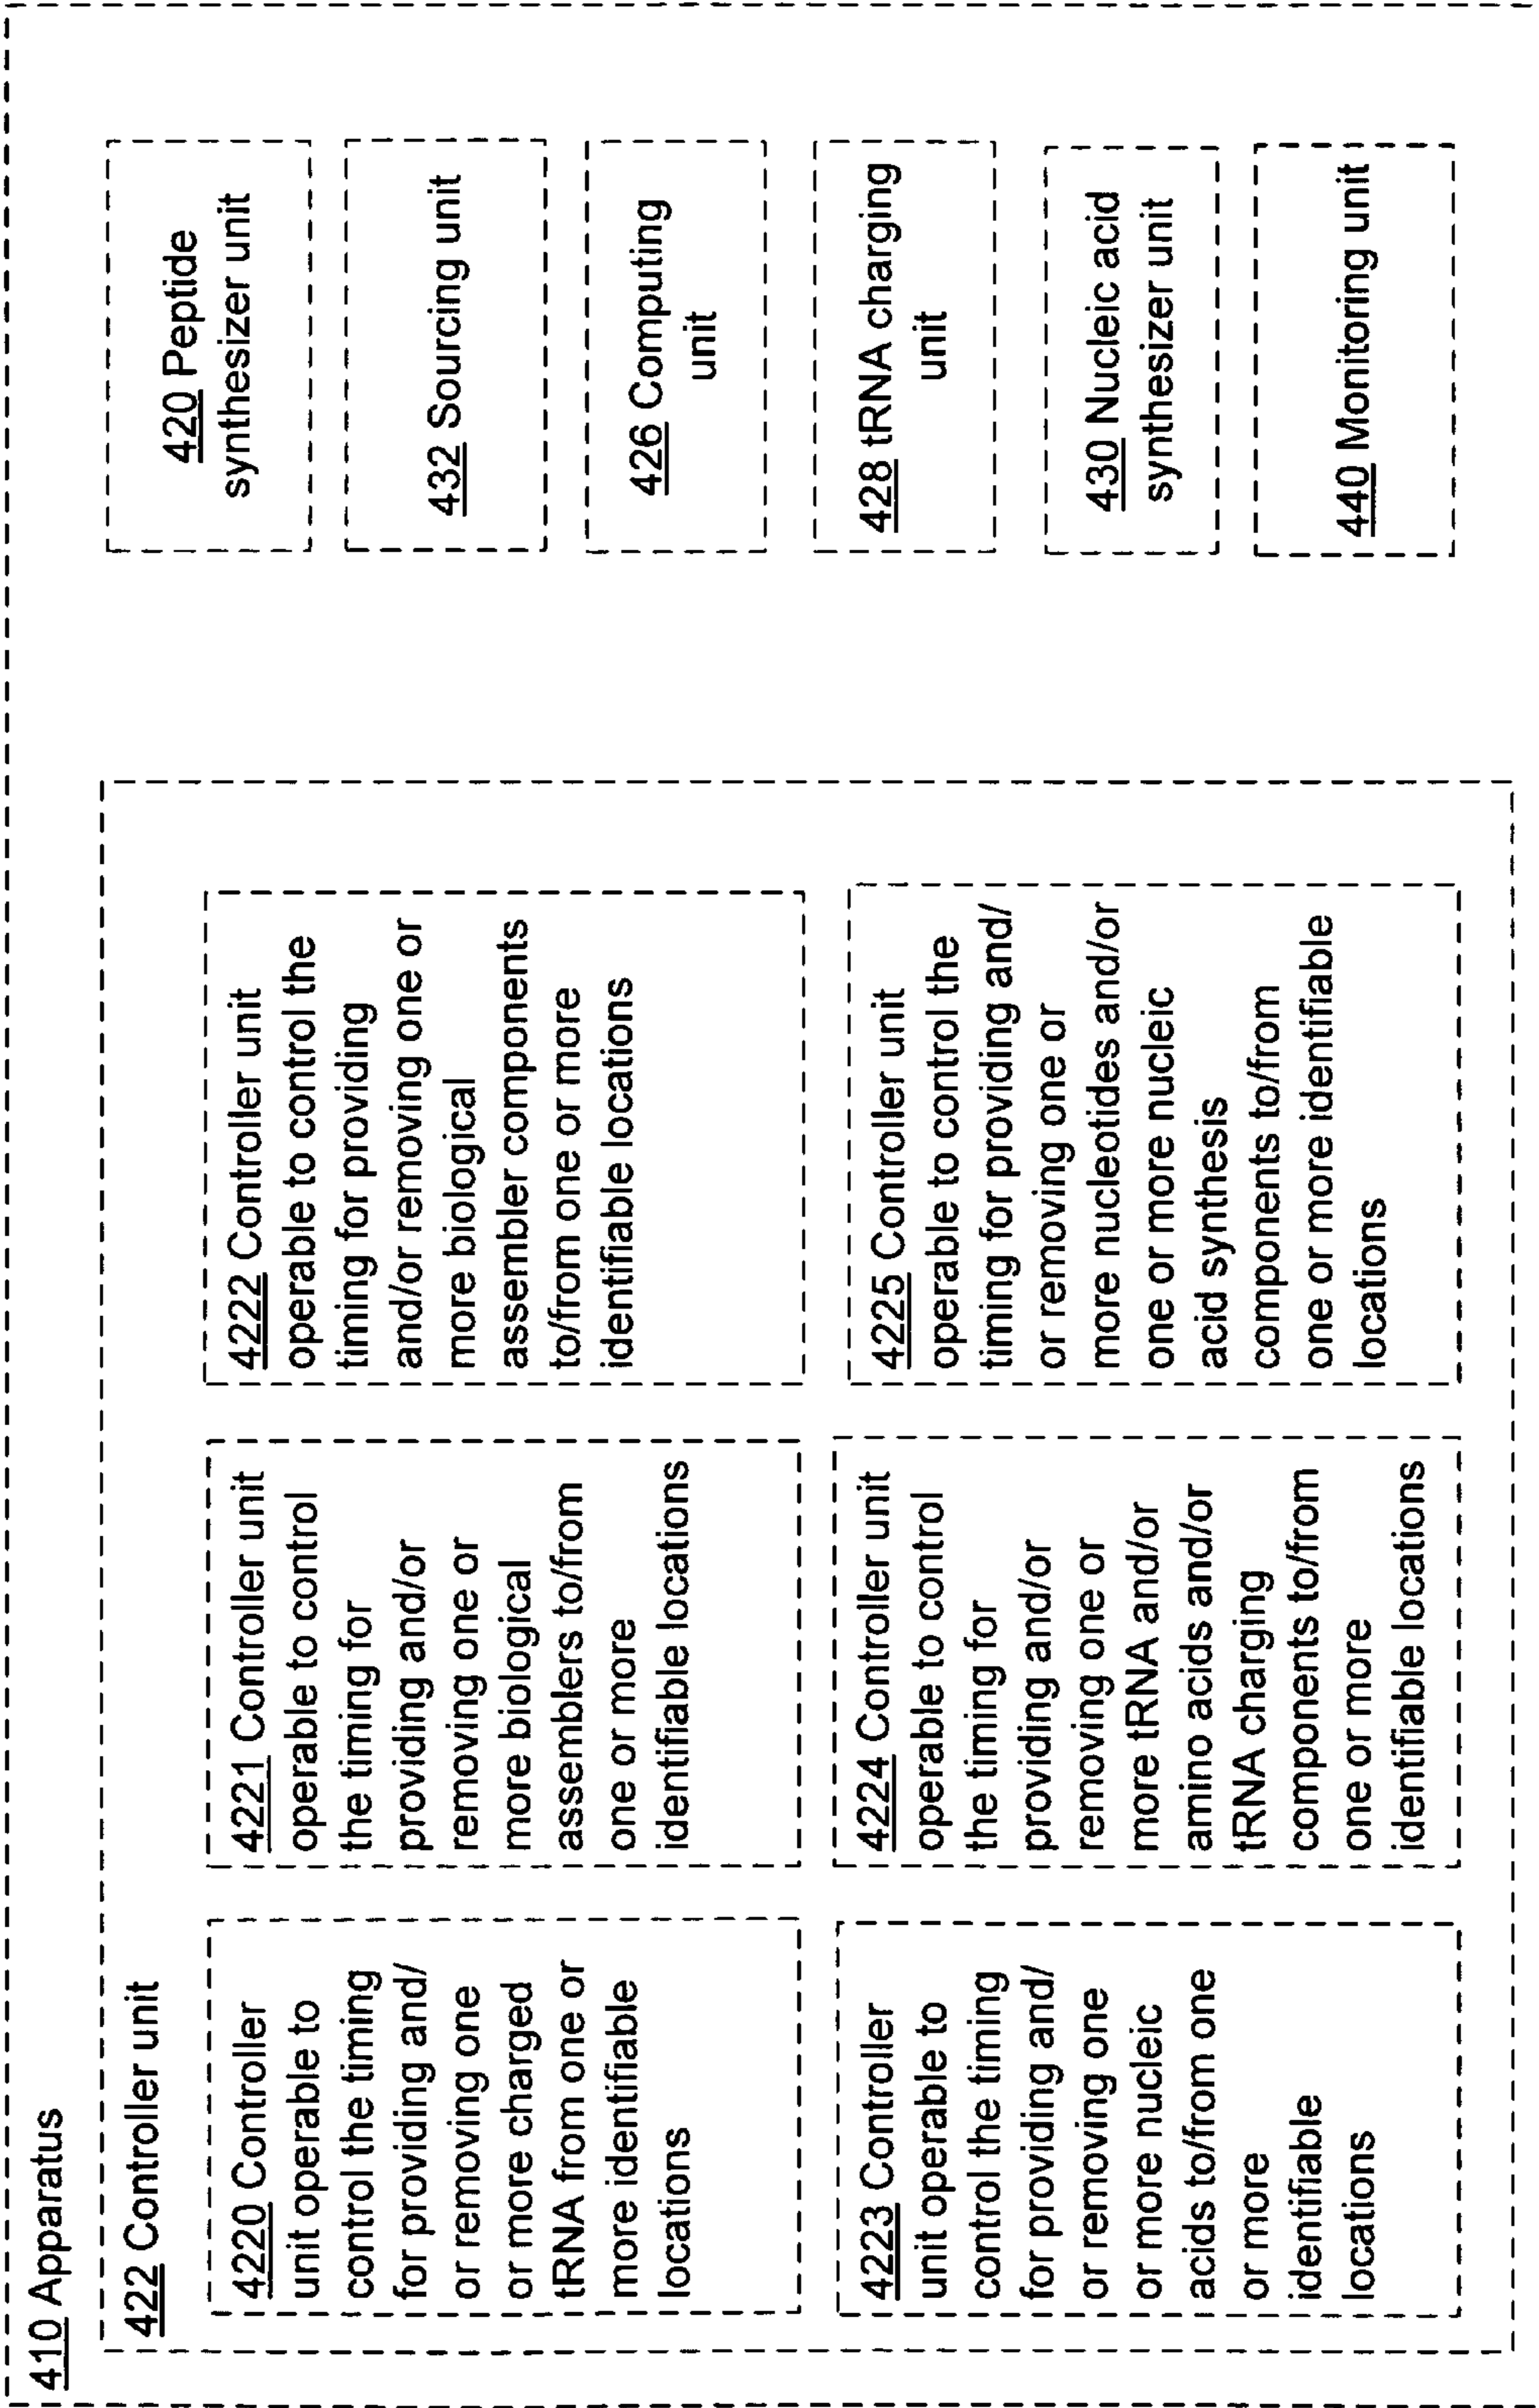 410 Apparatus
422 Controller unit
4220 Controller
unit operable to
control the timing
for providing and/
or removing one
or more charged
tRNA from one or
more identifiable
locations
4221 Controller unit
operable to control
the timing for
providing and/or
removing one or
more biological
assemblers to/from
one or more
identifiable locations
4222 Controller unit
operable to control the
timing for providing
and/or removing one or
more biological
assembler components
to/from one or more
identifiable locations
4223 Controller
unit operable to
control the timing
for providing and/
or removing one
or more nucleic
acids to/from one
or more
identifiable
locations
4224 Controller unit
operable to control
the timing for
providing and/or
removing one or
more tRNA and/or
amino acids and/or
tRNA charging
components to/from
one or more
identifiable locations
4225 Controller unit
operable to control the
timing for providing and/
or removing one or
more nucleotides and/or
one or more nucleic
acid synthesis
components to/from
one or more identifiable
locations
420 Peptide
synthesizer unit
432 Sourcing unit
426 Computing
unit
428 tRNA charging
unit
430 Nucleic acid
synthesizer unit
440 Monitoring unit